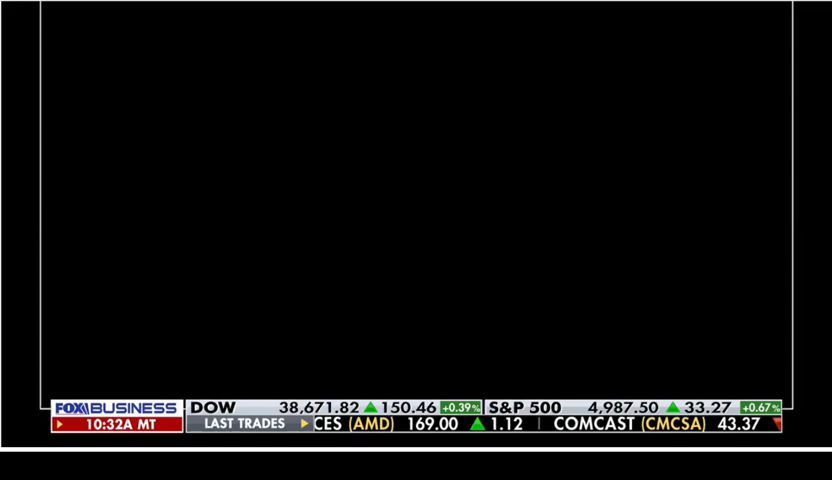 FOX BUSINESS DOW 38,671.82 150.46 +0.39% S&P 500 4,987.50 33.27 +0.67%
10:32A MT LAST TRADES CES (AMD) 169.00 1.12 COMCAST (CMCSA) 43.37